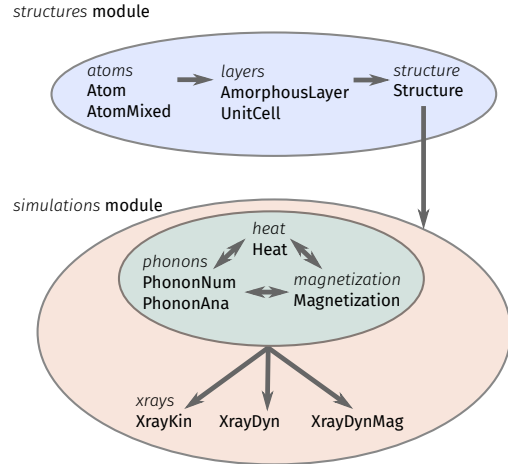 structures module
atoms
Atom
AtomMixed
layers
AmorphousLayer
UnitCell
structure
Structure
simulations module
heat
Heat
phonons
PhononNum
PhononAna
magnetization
Magnetization
xrays
XrayKin
XrayDyn
XrayDynMag